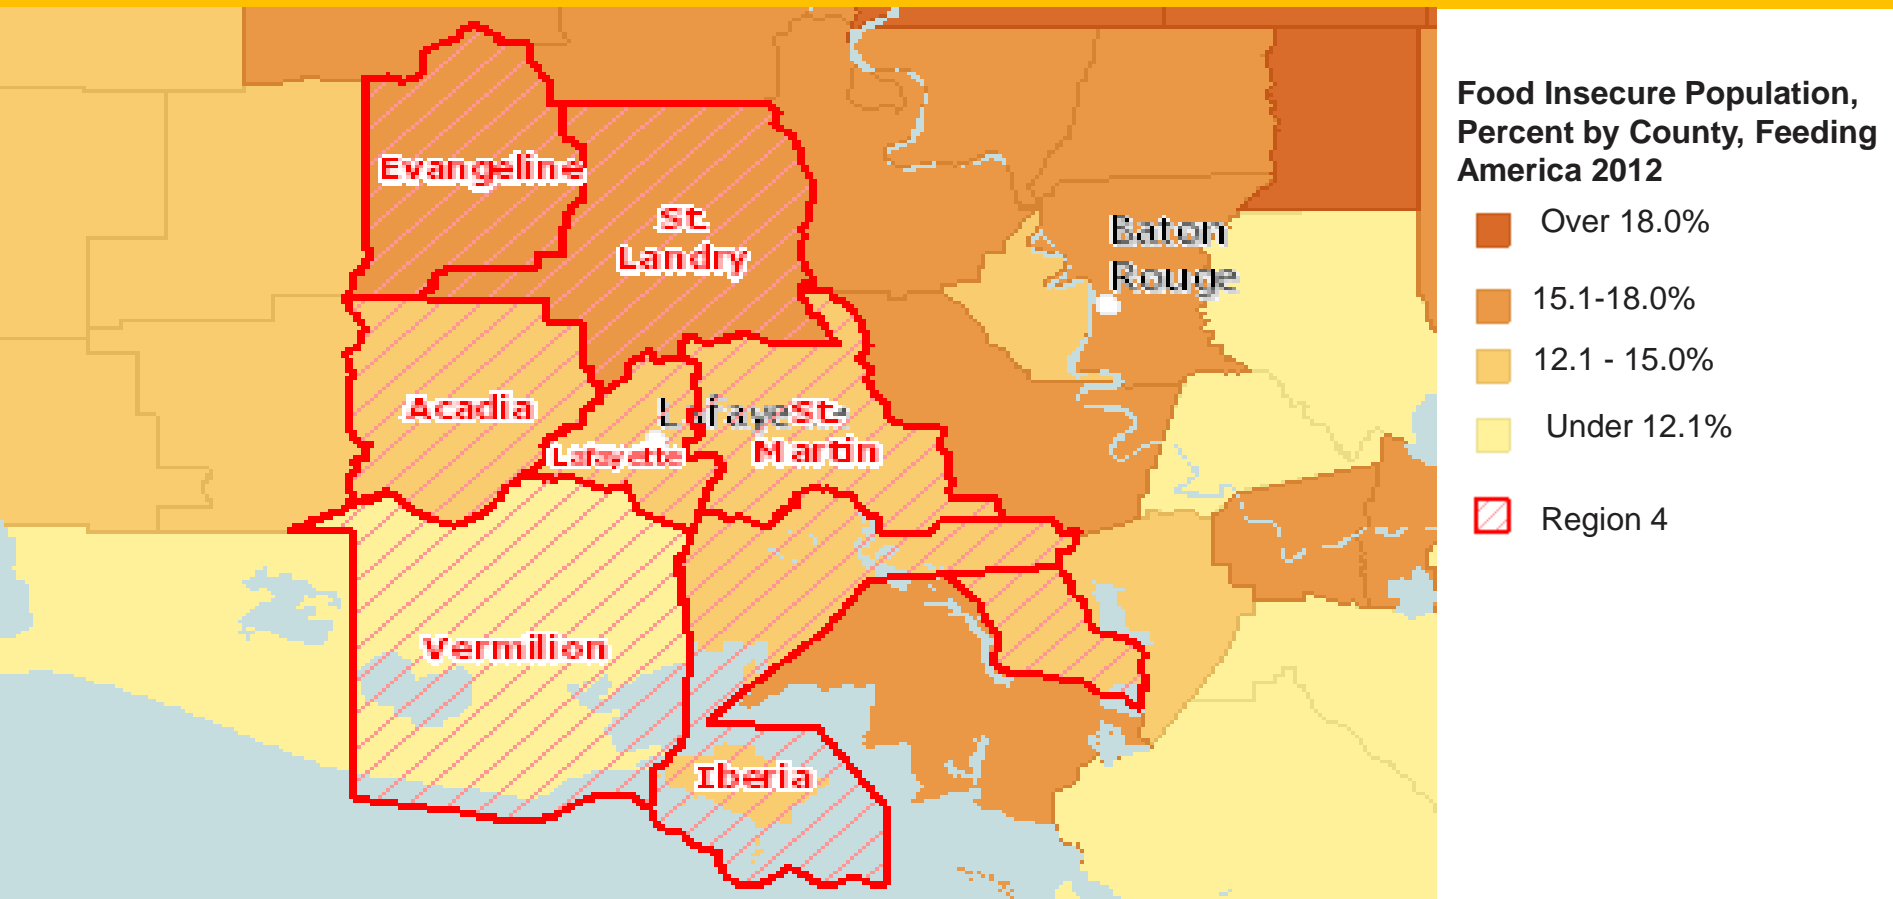 Evangeline
St
Landry
Baton
Rouge
Acadia
Lafayette
St
Martin
Lafayette
Vermilion
Iberia
Food Insecure Population,
Percent by County, Feeding
America 2012
Over 18.0%
15.1-18.0%
12.1 - 15.0%
Under 12.1%
Region 4